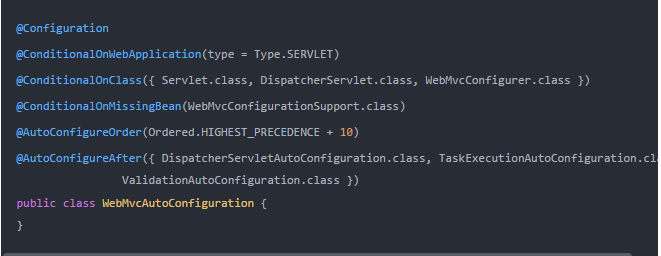 @Configuration
@ConditionalOnWebApplication(type = Type.SERVLET)
@ConditionalOnClass({ Servlet.class, DispatcherServlet.class, WebMvcConfigurer.class })
@ConditionalOnMissingBean(WebMvcConfigurationSupport.class)
@AutoConfigureOrder(Ordered.HIGHEST_PRECEDENCE + 10)
@AutoConfigureAfter({ DispatcherServletAutoConfiguration.class, TaskExecutionAutoConfiguration.cla
ValidationAutoConfiguration.class })
public class WebMvcAutoConfiguration {
}